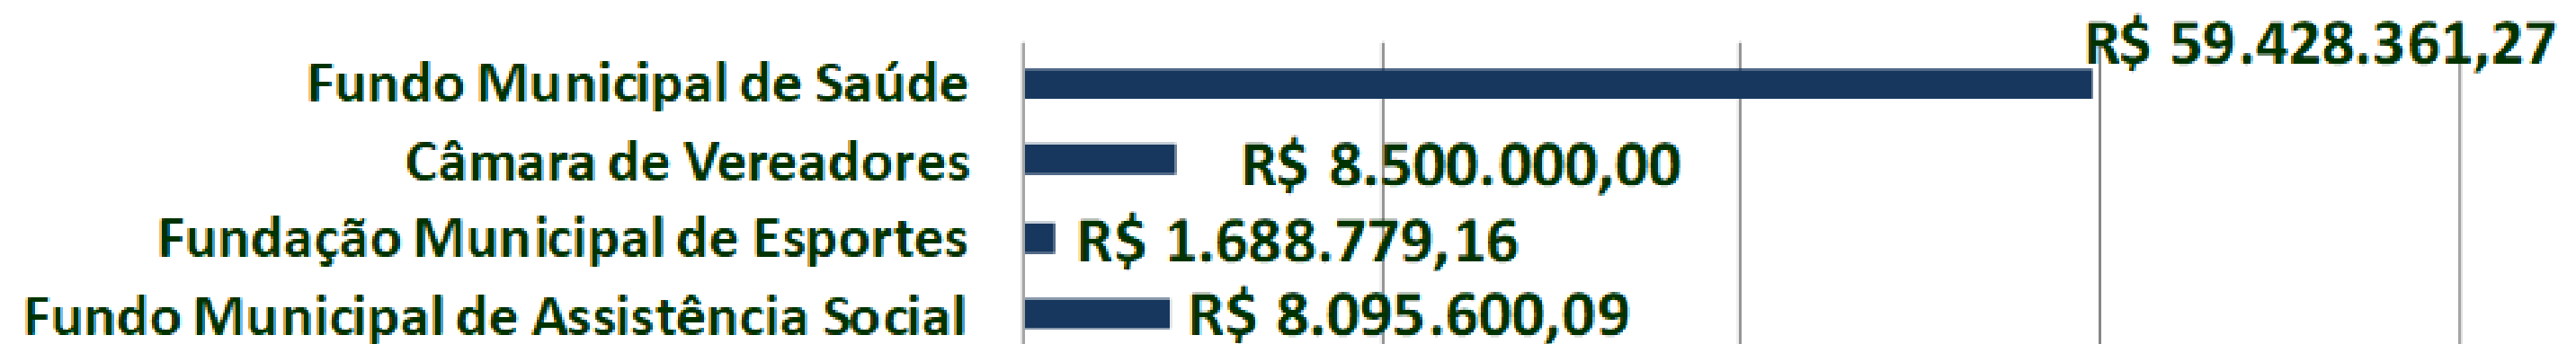 Fundo Municipal de Saúde R$ 59.428.361,27
Câmara de Vereadores R$ 8.500.000,00
Fundação Municipal de Esportes R$ 1.688.779,16
Fundo Municipal de Assistência Social R$ 8.095.600,09